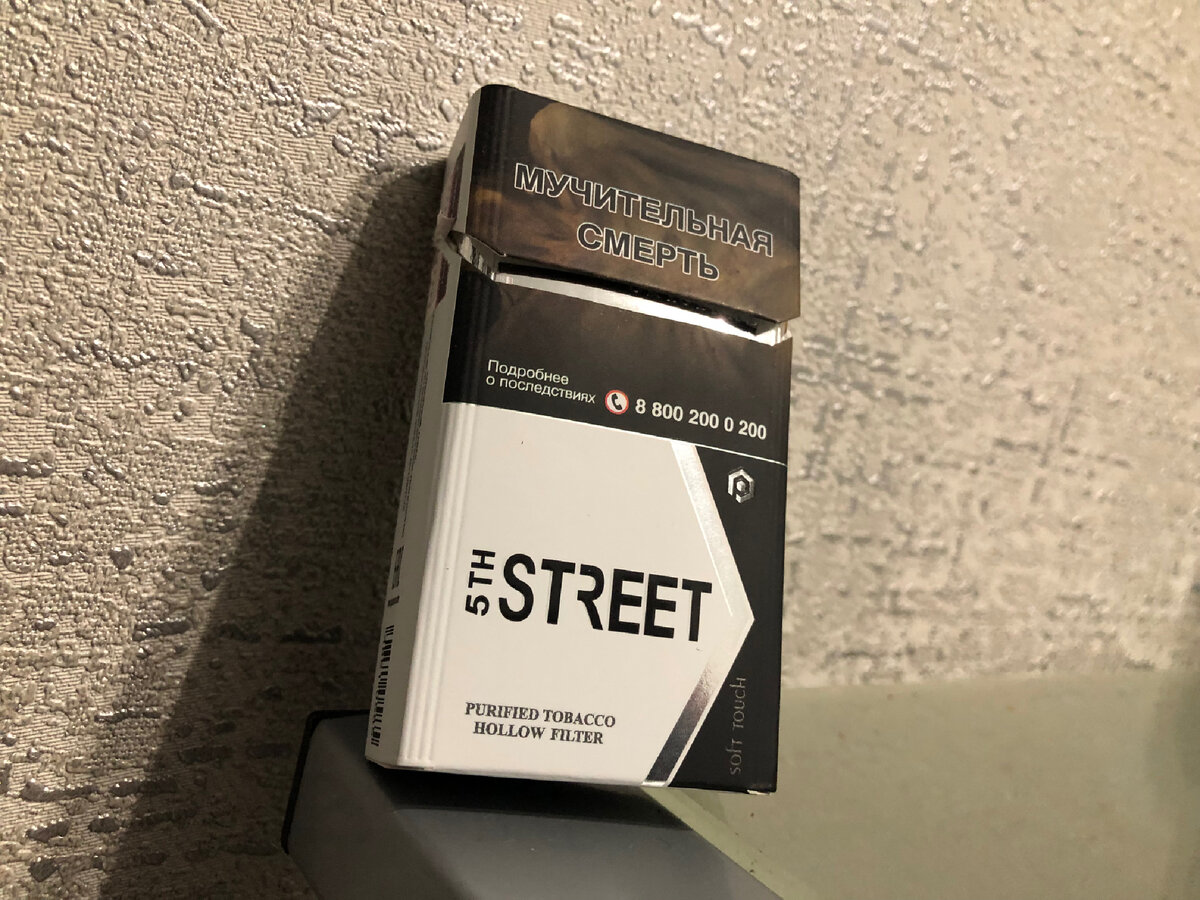 МУЧИТЕЛЬНАЯ
СМЕРТЬ
Подробнее
о последствиях 8 800 200 0 200
5TH STREET
PURIFIED TOBACCO
HOLLOW FILTER
SOFT TOUCH